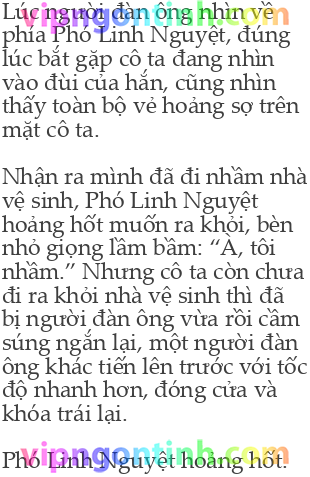 Lúc người đàn ông nhìn về
vipngontinh.com
phía Phó Linh Nguyệt, đúng
lúc bắt gặp cô ta đang nhìn
vào đùi của hắn, cũng nhìn
thấy toàn bộ vẻ hoảng sợ trên
mặt cô ta.
Nhận ra mình đã đi nhầm nhà
vệ sinh, Phó Linh Nguyệt
hoảng hốt muốn ra khỏi, bèn
nhỏ giọng lầm bầm: “À, tôi
nhầm.” Nhưng cô ta còn chưa
đi ra khỏi nhà vệ sinh thì đã
bị người đàn ông vừa rồi cầm
súng ngắn lại, một người đàn
ông khác tiến lên trước với tốc
độ nhanh hơn, đóng cửa và
khóa trái lại.
vipngontinh.com
Phó Linh Nguyệt hoảng hốt.